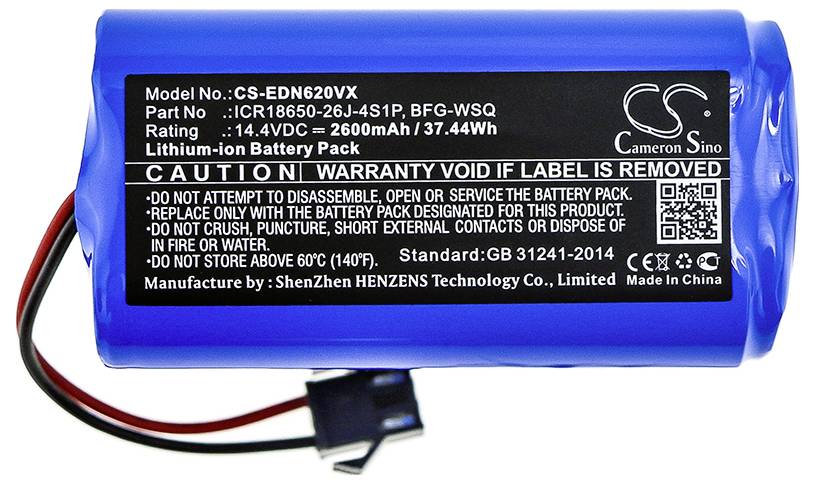 Model No.:CS-EDN620VX
Part No .:ICR18650-26J-4S1P, BFG-WSQ
Rating .:14.4VDC ⎓ 2600mAh / 37.44Wh
Lithium-ion Battery Pack
CS
Cameron Sino
CAUTION WARRANTY VOID IF LABEL IS REMOVED
•DO NOT ATTEMPT TO DISASSEMBLE, OPEN OR SERVICE THE BATTERY PACK.
•REPLACE ONLY WITH THE BATTERY PACK DESIGNATED FOR THIS PRODUCT.
•DO NOT CRUSH, PUNCTURE, SHORT EXTERNAL CONTACTS OR DISPOSE OF
IN FIRE OR WATER.
•DO NOT STORE ABOVE 60℃ (140℉).
Standard:GB 31241-2014
Manufacture by : ShenZhen HENZENS Technology Co., Limited
CE
Made In China